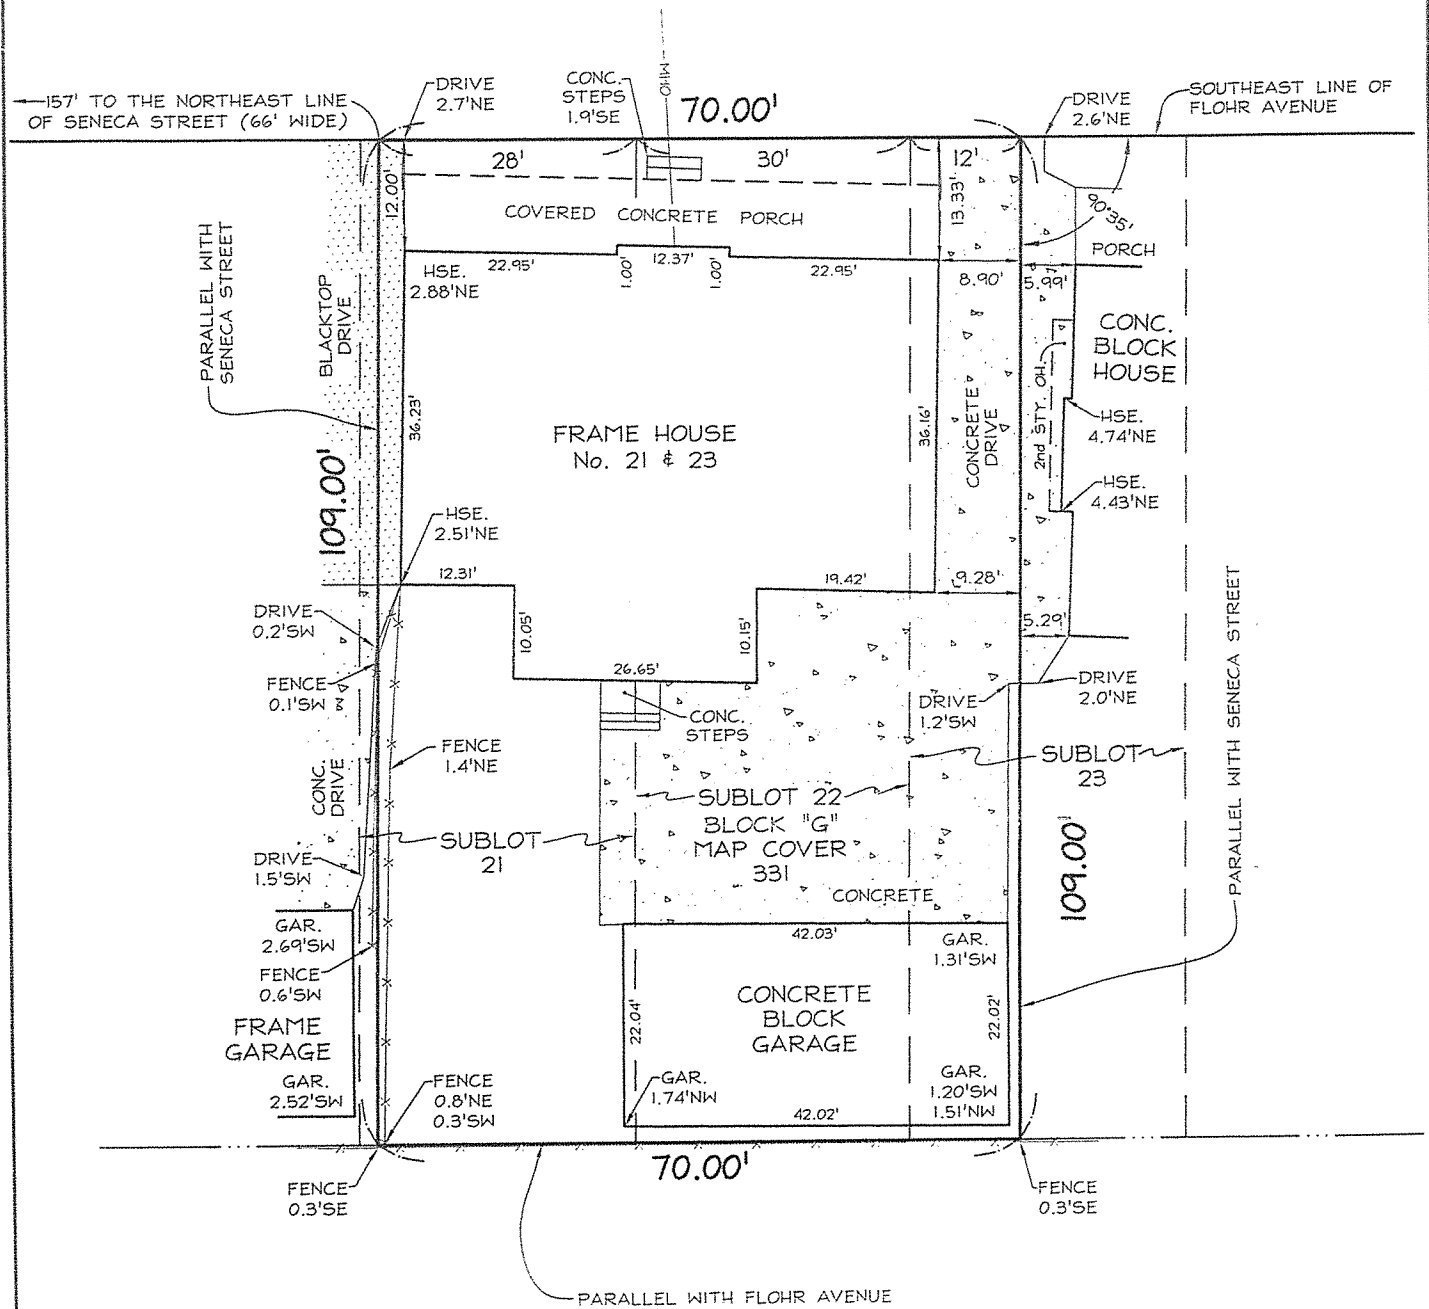 157' TO THE NORTHEAST LINE
OF SENECA STREET (66' WIDE)
DRIVE
2.7'NE
CONC.
STEPS
1.9'SE
OHIM
70.00'
DRIVE
2.6'NE
SOUTHEAST LINE OF
FLOHR AVENUE
28'
30'
12'
12.00'
13.33'
90°35'
COVERED CONCRETE PORCH
PORCH
22.95'
1.00'
12.37'
1.00'
22.95'
8.90'
5.99'
HSE.
2.88'NE
PARALLEL WITH
SENECA STREET
BLACKTOP
DRIVE
CONC.
BLOCK
HOUSE
2nd STY. OH.
36.23'
FRAME HOUSE
No. 21 & 23
36.16'
CONCRETE
DRIVE
HSE.
4.74'NE
HSE.
4.43'NE
109.00'
HSE.
2.51'NE
12.31'
19.42'
9.28'
DRIVE
0.2'SW
10.05'
10.15'
5.29'
FENCE
0.1'SW
26.65'
CONC.
STEPS
DRIVE
1.2'SW
DRIVE
2.0'NE
FENCE
1.4'NE
CONC.
DRIVE
SUBLOT
23
SUBLOT 22
BLOCK "G"
MAP COVER
331
SUBLOT
21
DRIVE
1.5'SW
109.00'
PARALLEL WITH SENECA STREET
CONCRETE
GAR.
2.69'SW
42.03'
GAR.
1.31'SW
FENCE
0.6'SW
FRAME
GARAGE
22.04'
CONCRETE
BLOCK
GARAGE
22.02'
GAR.
2.52'SW
FENCE
0.8'NE
0.3'SW
GAR.
1.74'NW
42.02'
GAR.
1.20'SW
1.51'NW
70.00'
FENCE
0.3'SE
FENCE
0.3'SE
PARALLEL WITH FLOHR AVENUE